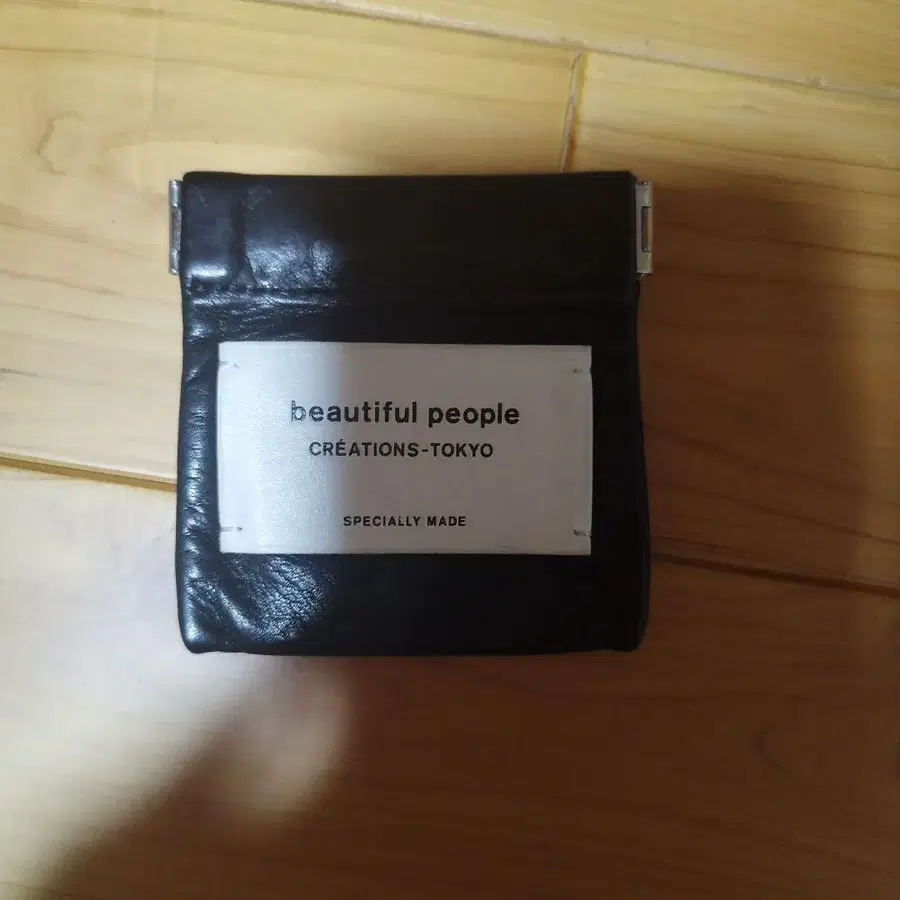 beautiful people
CRÉATIONS-TOKYO
SPECIALLY MADE